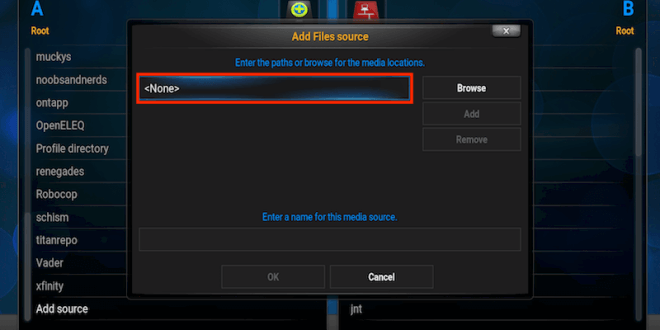 A
B
Root
Root
Add Files source
x
Enter the paths or browse for the media locations.
<None>
Browse
Add
Remove
muckys
noobsandnerds
ontapp
OpenELEQ
Profile directory
renegades
Robocop
schism
titanrepo
Vader
xfinity
Add source
Enter a name for this media source.
OK
Cancel
jnt